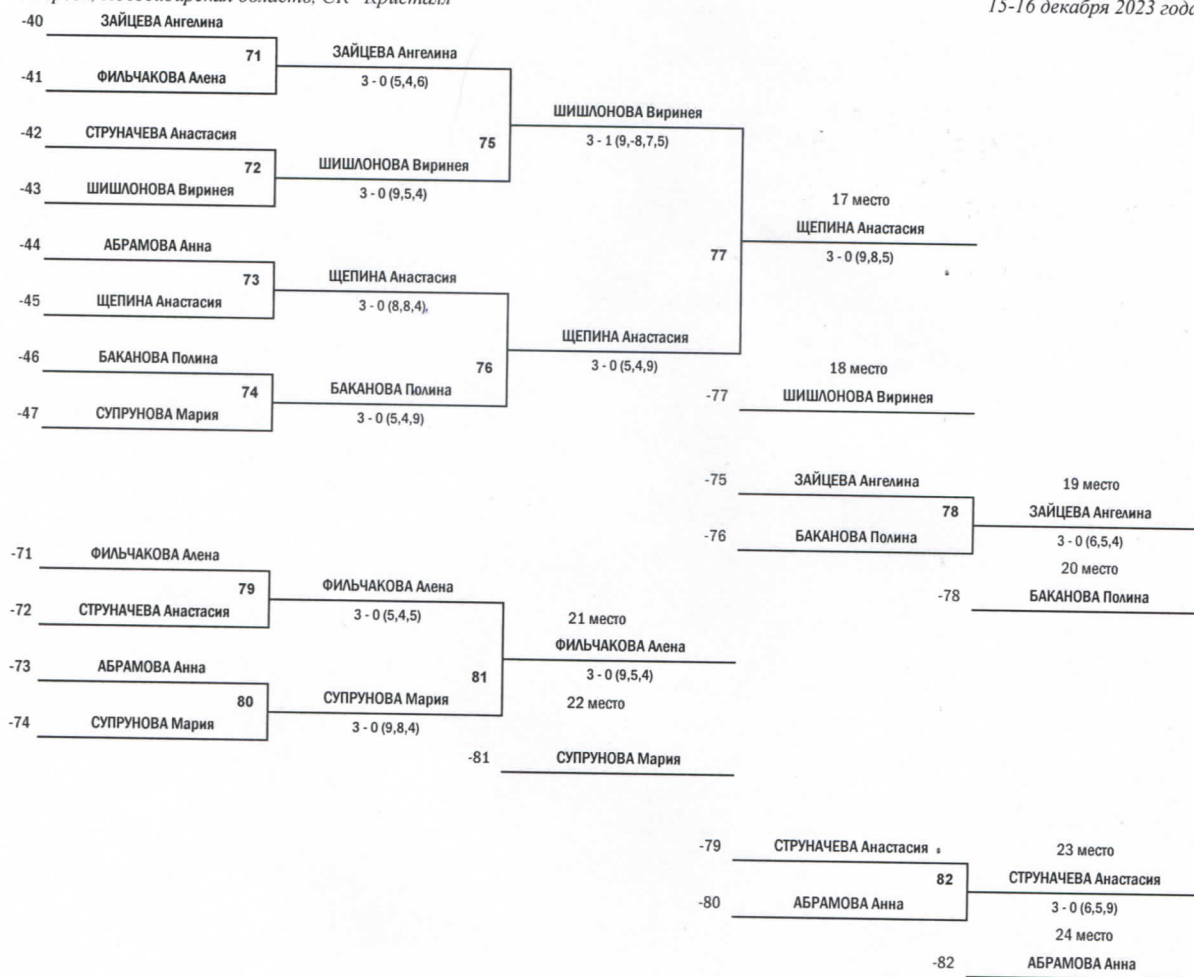 область, СК "Кристалл"
15-16 декабря 2023 года
-40 ЗАЙЦЕВА Ангелина
71 ЗАЙЦЕВА Ангелина
-41 ФИЛЬЧАКОВА Алена 3 - 0 (5,4,6)
ШИШЛОНОВА Виринея
-42 СТРУНАЧЕВА Анастасия 75 3 - 1 (9,-8,7,5)
72 ШИШЛОНОВА Виринея
-43 ШИШЛОНОВА Виринея 3 - 0 (9,5,4)
17 место
ЩЕПИНА Анастасия
-44 АБРАМОВА Анна 77 3 - 0 (9,8,5)
73 ЩЕПИНА Анастасия
-45 ЩЕПИНА Анастасия 3 - 0 (8,8,4)
ЩЕПИНА Анастасия
-46 БАКАНОВА Полина 76 3 - 0 (5,4,9)
18 место
74 БАКАНОВА Полина
-77 ШИШЛОНОВА Виринея
-47 СУПРУНОВА Мария 3 - 0 (5,4,9)
-75 ЗАЙЦЕВА Ангелина 19 место
78 ЗАЙЦЕВА Ангелина
-76 БАКАНОВА Полина 3 - 0 (6,5,4)
20 место
-78 БАКАНОВА Полина
-71 ФИЛЬЧАКОВА Алена
79 ФИЛЬЧАКОВА Алена
-72 СТРУНАЧЕВА Анастасия 3 - 0 (5,4,5)
21 место
ФИЛЬЧАКОВА Алена
-73 АБРАМОВА Анна 81 3 - 0 (9,5,4)
80 СУПРУНОВА Мария 22 место
-74 СУПРУНОВА Мария 3 - 0 (9,8,4)
-81 СУПРУНОВА Мария
-79 СТРУНАЧЕВА Анастасия 23 место
82 СТРУНАЧЕВА Анастасия
-80 АБРАМОВА Анна 3 - 0 (6,5,9)
24 место
-82 АБРАМОВА Анна